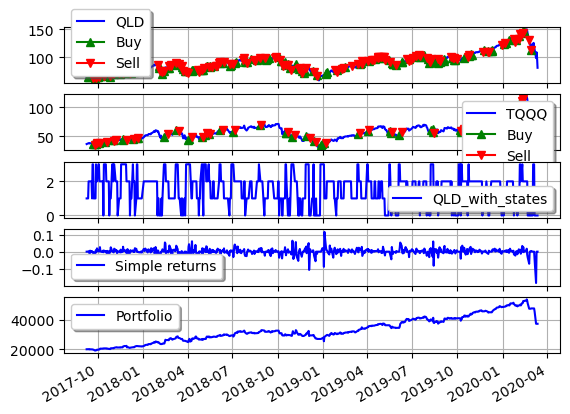 QLD
Buy
Sell
150
100
TQQQ
Buy
Sell
100
50
QLD_with_states
2
0
Simple returns
0.1
0.0
−0.1
Portfolio
40000
20000
2017-10
2018-01
2018-04
2018-07
2018-10
2019-01
2019-04
2019-07
2019-10
2020-01
2020-04